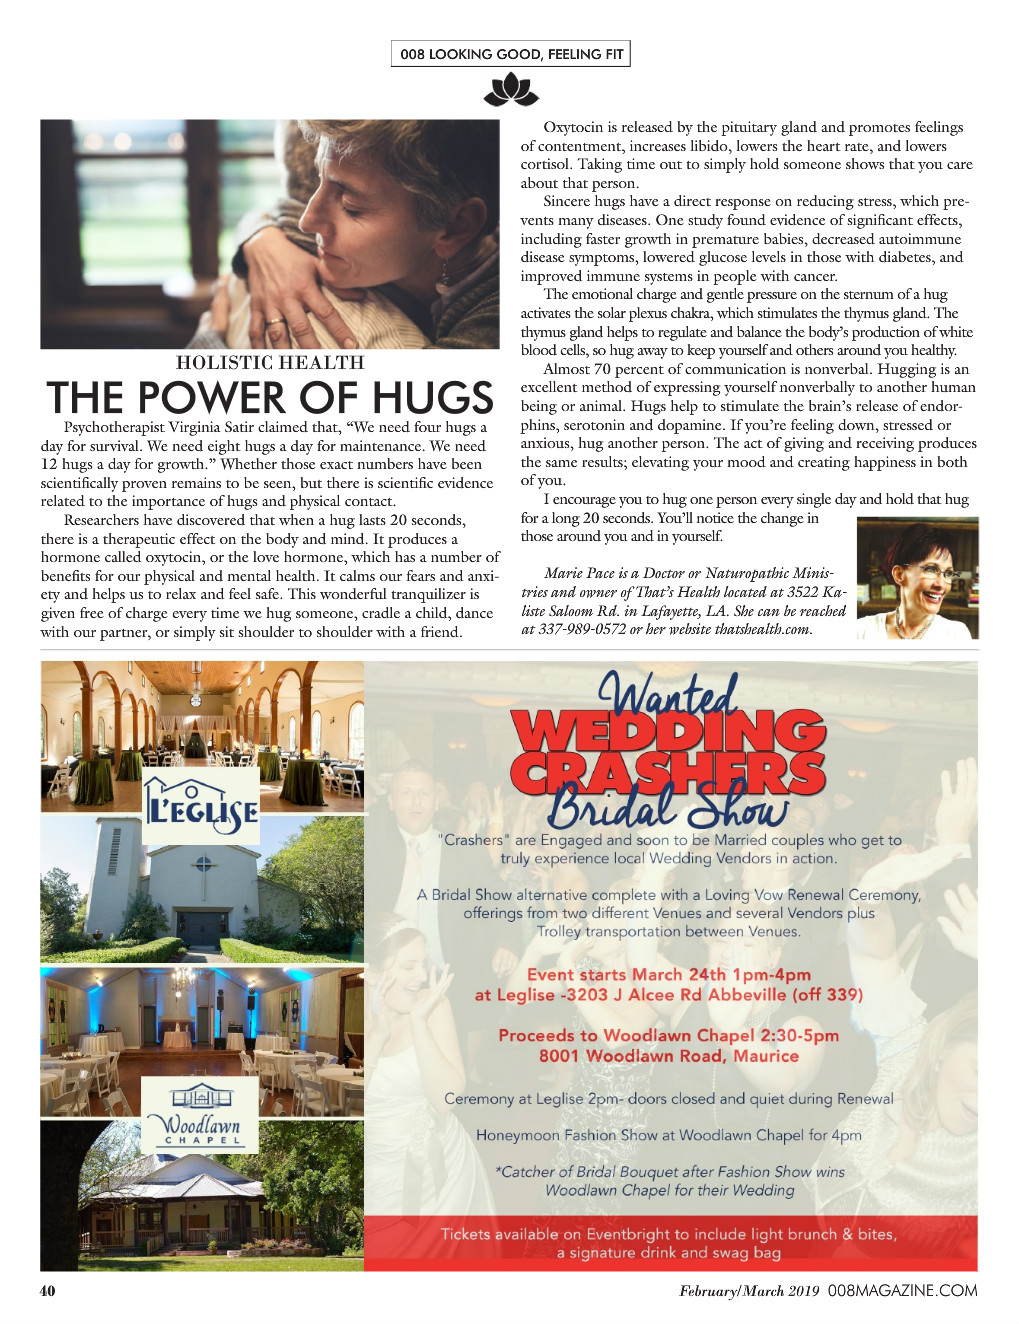 008 LOOKING GOOD, FEELING FIT
HOLISTIC HEALTH
THE POWER OF HUGS
Psychotherapist Virginia Satir claimed that, “We need four hugs a
day for survival. We need eight hugs a day for maintenance. We need
12 hugs a day for growth.” Whether those exact numbers have been
scientifically proven remains to be seen, but there is scientific evidence
related to the importance of hugs and physical contact.
Researchers have discovered that when a hug lasts 20 seconds,
there is a therapeutic effect on the body and mind. It produces a
hormone called oxytocin, or the love hormone, which has a number of
benefits for our physical and mental health. It calms our fears and anxi-
ety and helps us to relax and feel safe. This wonderful tranquilizer is
given free of charge every time we hug someone, cradle a child, dance
with our partner, or simply sit shoulder to shoulder with a friend.
Oxytocin is released by the pituitary gland and promotes feelings
of contentment, increases libido, lowers the heart rate, and lowers
cortisol. Taking time out to simply hold someone shows that you care
about that person.
Sincere hugs have a direct response on reducing stress, which pre-
vents many diseases. One study found evidence of significant effects,
including faster growth in premature babies, decreased autoimmune
disease symptoms, lowered glucose levels in those with diabetes, and
improved immune systems in people with cancer.
The emotional charge and gentle pressure on the sternum of a hug
activates the solar plexus chakra, which stimulates the thymus gland. The
thymus gland helps to regulate and balance the body’s production of white
blood cells, so hug away to keep yourself and others around you healthy.
Almost 70 percent of communication is nonverbal. Hugging is an
excellent method of expressing yourself nonverbally to another human
being or animal. Hugs help to stimulate the brain’s release of endor-
phins, serotonin and dopamine. If you’re feeling down, stressed or
anxious, hug another person. The act of giving and receiving produces
the same results; elevating your mood and creating happiness in both
of you.
I encourage you to hug one person every single day and hold that hug
for a long 20 seconds. You’ll notice the change in
those around you and in yourself.
Marie Pace is a Doctor or Naturopathic Minis-
tries and owner of That’s Health located at 3522 Ka-
liste Saloom Rd. in Lafayette, LA. She can be reached
at 337-989-0572 or her website thatshealth.com.
L'EGLISE
Woodlawn
CHAPEL
Wanted
WEDDING
CRASHERS
Bridal Show
"Crashers" are Engaged and soon to be Married couples who get to
truly experience local Wedding Vendors in action.
A Bridal Show alternative complete with a Loving Vow Renewal Ceremony,
offerings from two different Venues and several Vendors plus
Trolley transportation between Venues.
Event starts March 24th 1pm-4pm
at Leglise -3203 J Alcee Rd Abbeville (off 339)
Proceeds to Woodlawn Chapel 2:30-5pm
8001 Woodlawn Road, Maurice
Ceremony at Leglise 2pm- doors closed and quiet during Renewal
Honeymoon Fashion Show at Woodlawn Chapel for 4pm
*Catcher of Bridal Bouquet after Fashion Show wins
Woodlawn Chapel for their Wedding
Tickets available on Eventbright to include light brunch & bites,
a signature drink and swag bag
40
February/March 2019 008MAGAZINE.COM